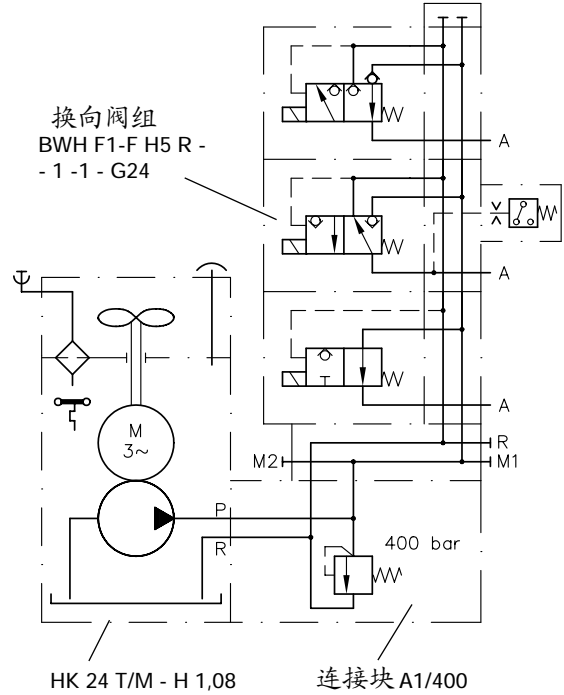 换向阀组
BWH F1-F H5 R -
- 1 -1 - G24
A
A
A
R
M2
M1
M
3~
P
R
400 bar
HK 24 T/M - H 1,08
连接块 A1/400